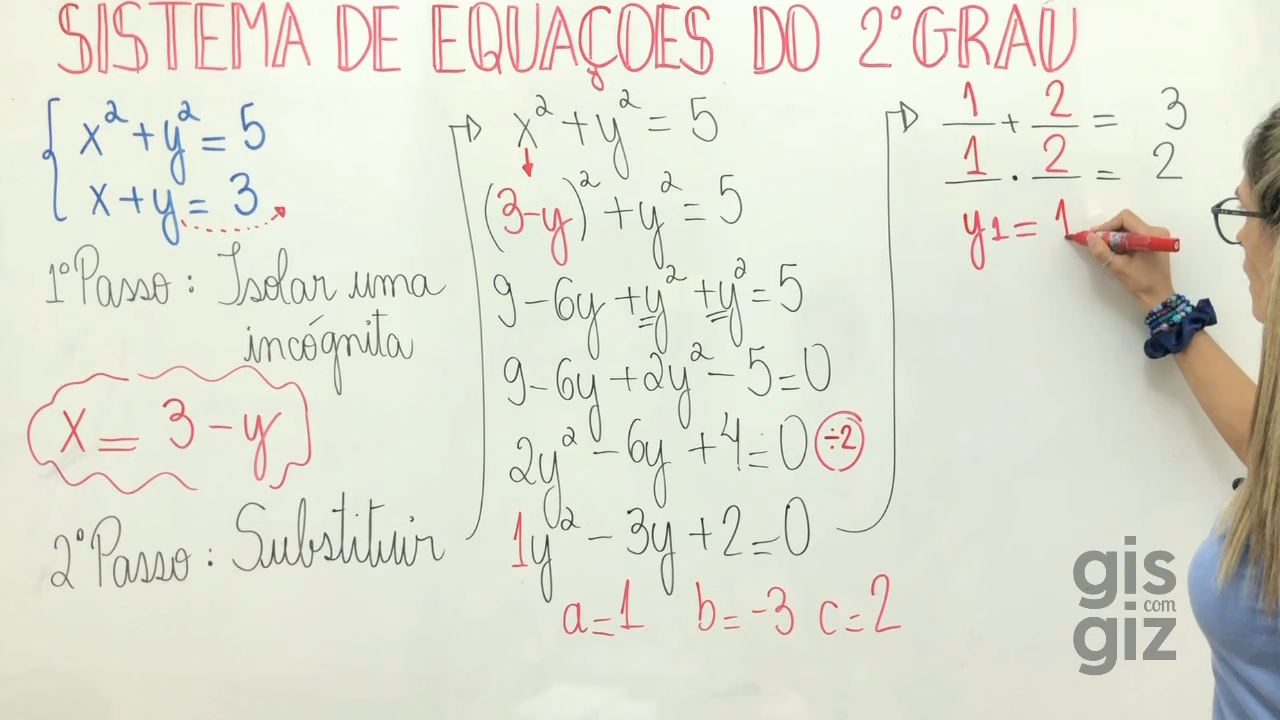 SISTEMA DE EQUAÇOES DO 2° GRAU
x² + y² = 5
x + y = 3
1° Passo: Isolar uma
incógnita
x = 3 - y
2° Passo: Substituir
x² + y² = 5
(3-y)² + y² = 5
9 - 6y + y² + y² = 5
9 - 6y + 2y² - 5 = 0
2y² - 6y + 4 = 0 ÷2
1y² - 3y + 2 = 0
a = 1 b = -3 c = 2
1 + 2 = 3
1 . 2 = 2
y1 = 1
gis
com
giz